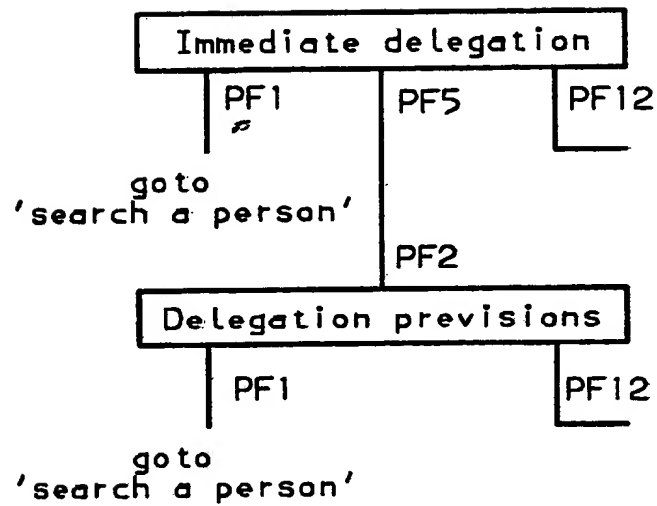 Immediate delegation
PF1 PF5 PF12
goto
'search a person'
PF2
Delegation previsions
PF1 PF12
goto
'search a person'